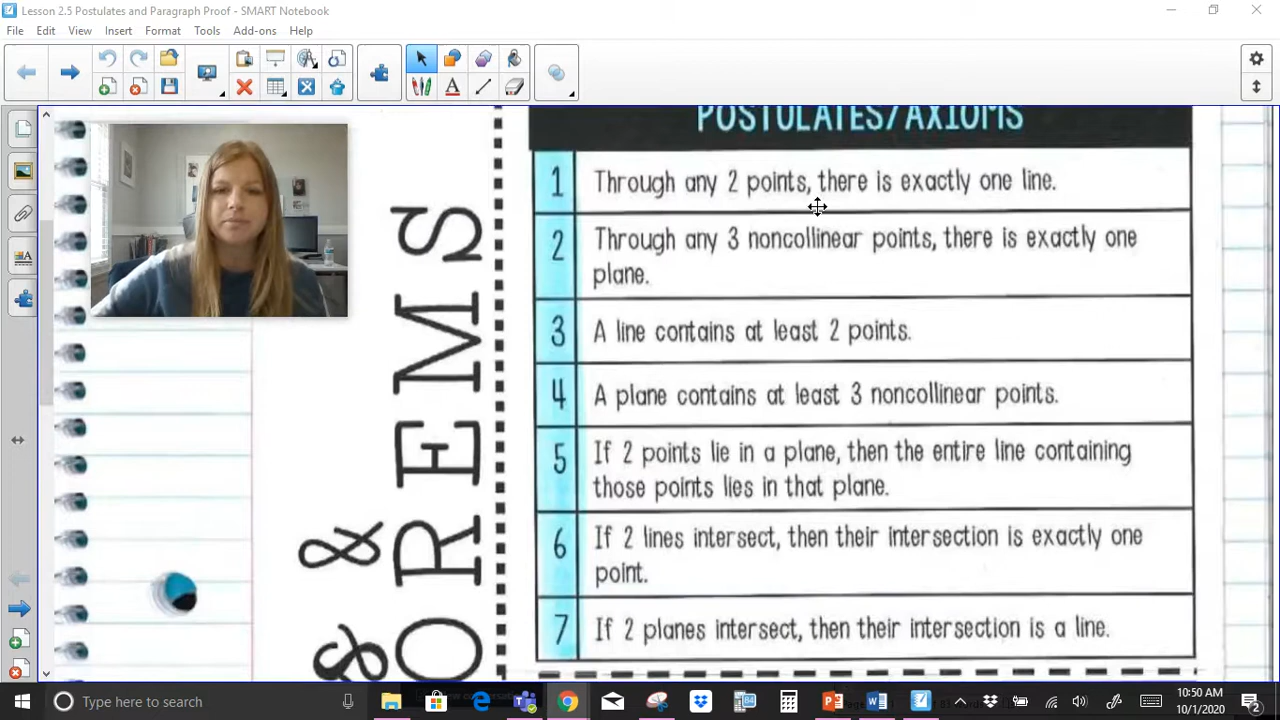 Lesson 2.5 Postulates and Paragraph Proof - SMART Notebook
File Edit View Insert Format Tools Add-ons Help
POSTULATES/AXIOMS
1 Through any 2 points, there is exactly one line.
2 Through any 3 noncollinear points, there is exactly one
plane.
3 A line contains at least 2 points.
4 A plane contains at least 3 noncollinear points.
5 If 2 points lie in a plane, then the entire line containing
those points lies in that plane.
6 If 2 lines intersect, then their intersection is exactly one
point.
7 If 2 planes intersect, then their intersection is a line.
& &
OREMS
Type here to search
10:50 AM
10/1/2020
2